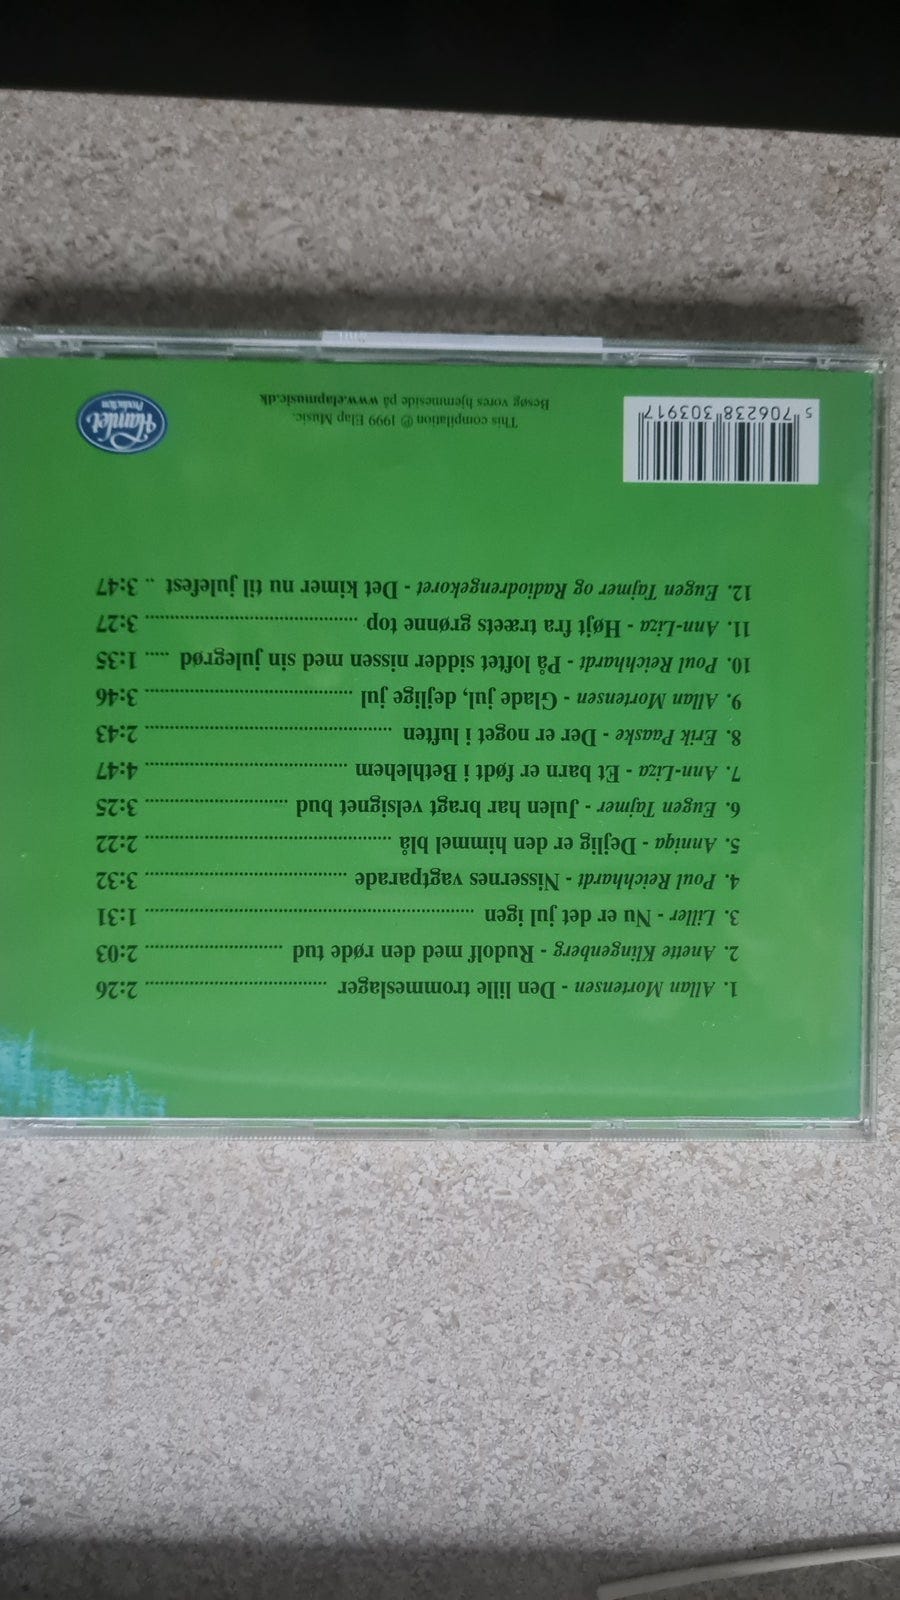 1. Allan Mortensen - Den lille trommeslager ................................ 2:26
2. Anette Klingenberg - Rudolf med den røde tud ........................ 2:03
3. Liller - Nu er det jul igen ......................................................... 1:31
4. Poul Reichhardt - Nissernes vagtparade ................................... 3:32
5. Anniqa - Dejlig er den himmel blå ........................................... 2:22
6. Eugen Tajmer - Julen har bragt velsignet bud ......................... 3:25
7. Ann-Liza - Et barn er født i Bethlehem ................................... 4:47
8. Erik Paaske - Der er noget i luften ........................................... 2:43
9. Allan Mortensen - Glade jul, dejlige jul .................................... 3:46
10. Poul Reichhardt - På loftet sidder nissen med sin julegrød ..... 1:35
11. Ann-Liza - Højt fra træets grønne top ..................................... 3:27
12. Eugen Tajmer og Radiodrengekoret - Det kimer nu til julefest .. 3:47
5 706238 303917
This compilation ℗ 1999 Elap Music.
Besøg vores hjemmeside på www.elapmusic.dk
Hamlet
Production